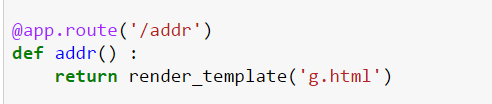 @app.route('/addr')
def addr() :
    return render_template('g.html')